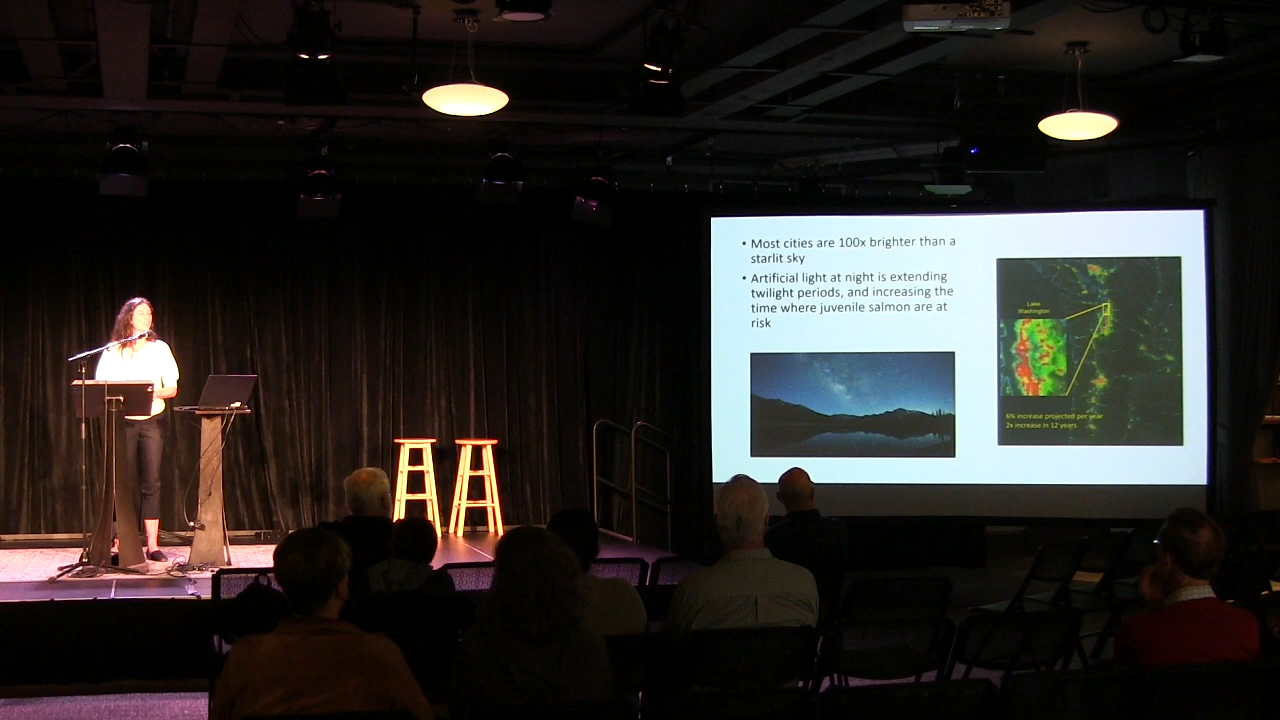 • Most cities are 100x brighter than a
starlit sky
• Artificial light at night is extending
twilight periods, and increasing the
time where juvenile salmon are at
risk
Lake
Washington
6% increase projected per year
2x increase in 12 years